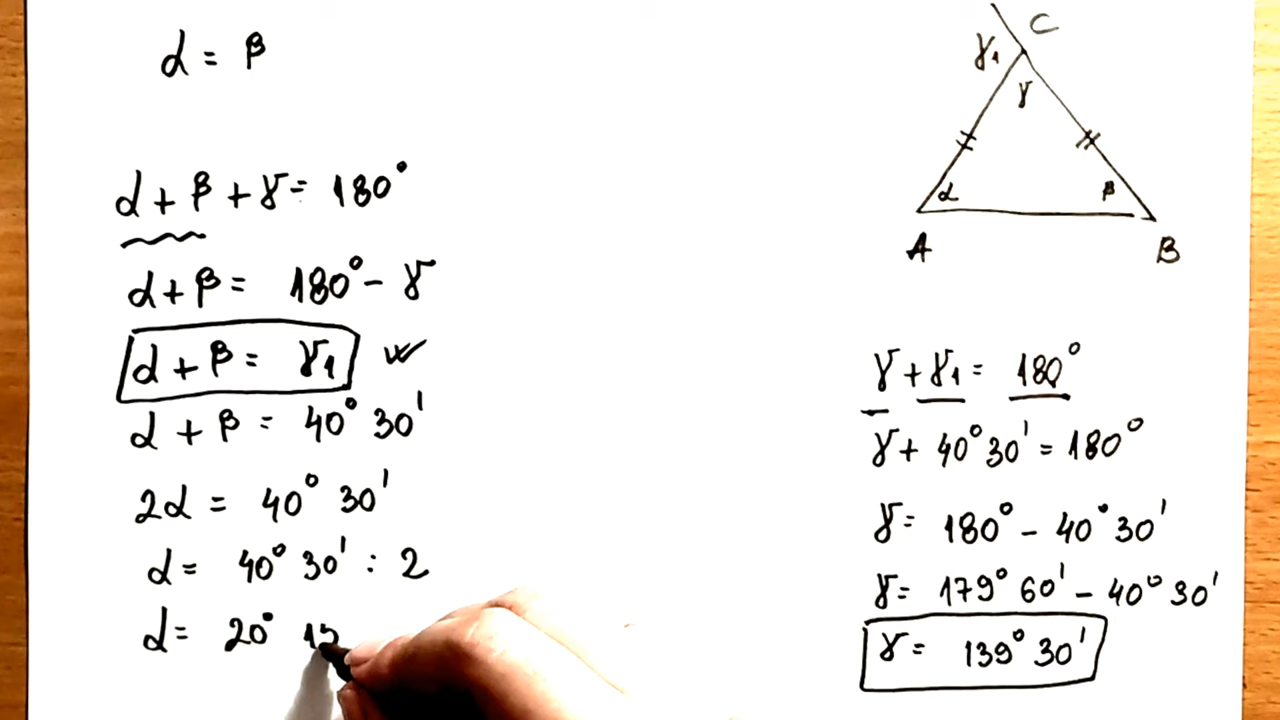 α = β
α + β + γ = 180°
α + β = 180° - γ
α + β = γ₁
α + β = 40° 30'
2α = 40° 30'
α = 40° 30' : 2
α = 20° 15
C
γ₁
γ
α
β
A
B
γ + γ₁ = 180°
γ + 40° 30' = 180°
γ = 180° - 40° 30'
γ = 179° 60' - 40° 30'
γ = 139° 30'